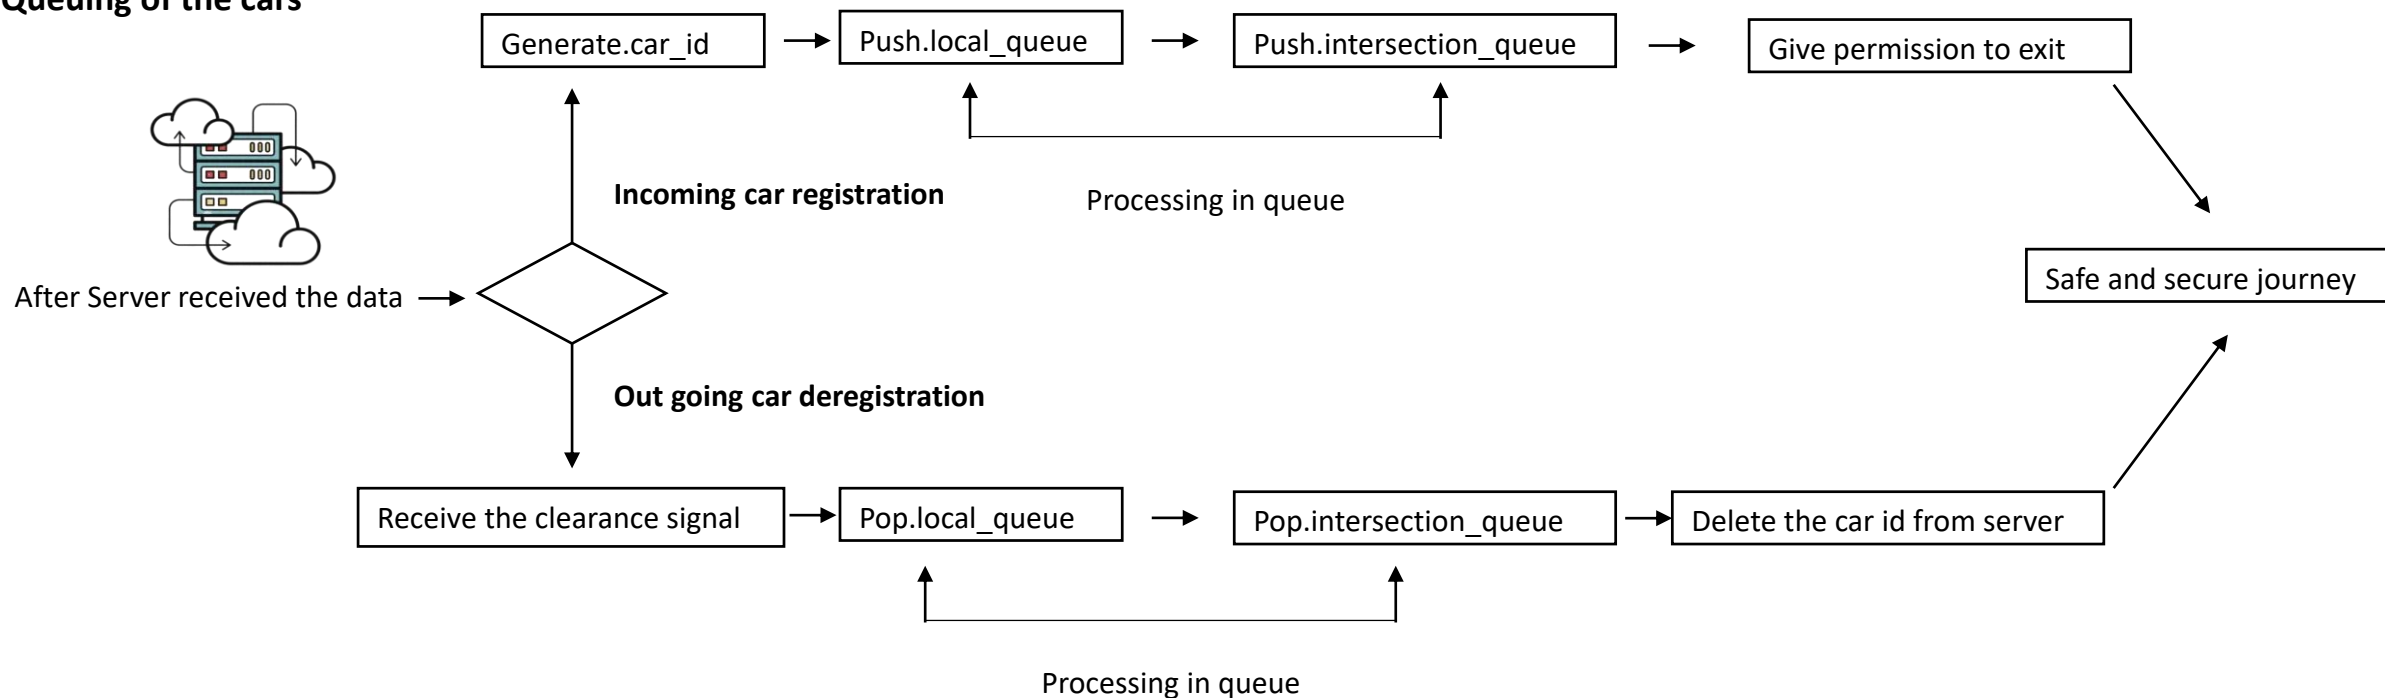 Queuing of the cars
Generate.car_id
Push.local_queue
Push.intersection_queue
Give permission to exit
Incoming car registration
Processing in queue
After Server received the data
Safe and secure journey
Out going car deregistration
Receive the clearance signal
Pop.local_queue
Pop.intersection_queue
Delete the car id from server
Processing in queue